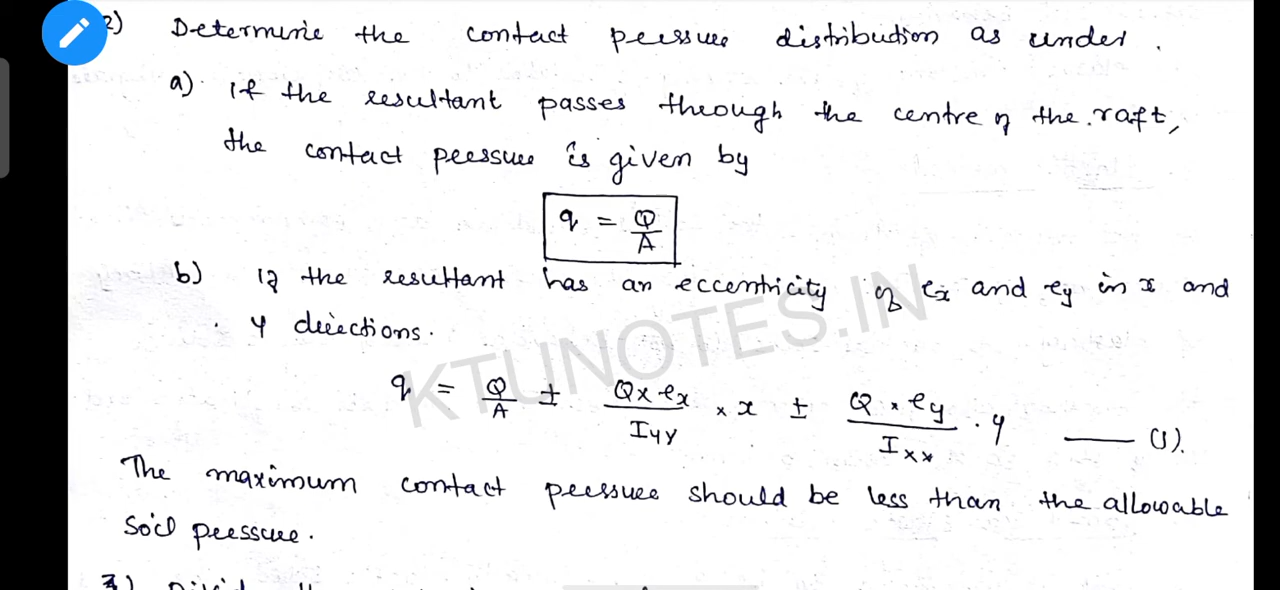 2) Determine the contact pressure distribution as under.
a) If the resultant passes through the centre of the raft,
the contact pressure is given by
q = Q/A
b) If the resultant has an eccentricity of ex and ey in x and
y directions.
KTUNOTES.IN
q = Q/A ± Q x ex/Iyy x x ± Q x ey/Ixx . y —— (1).
The maximum contact pressure should be less than the allowable
soil pressure.
3)